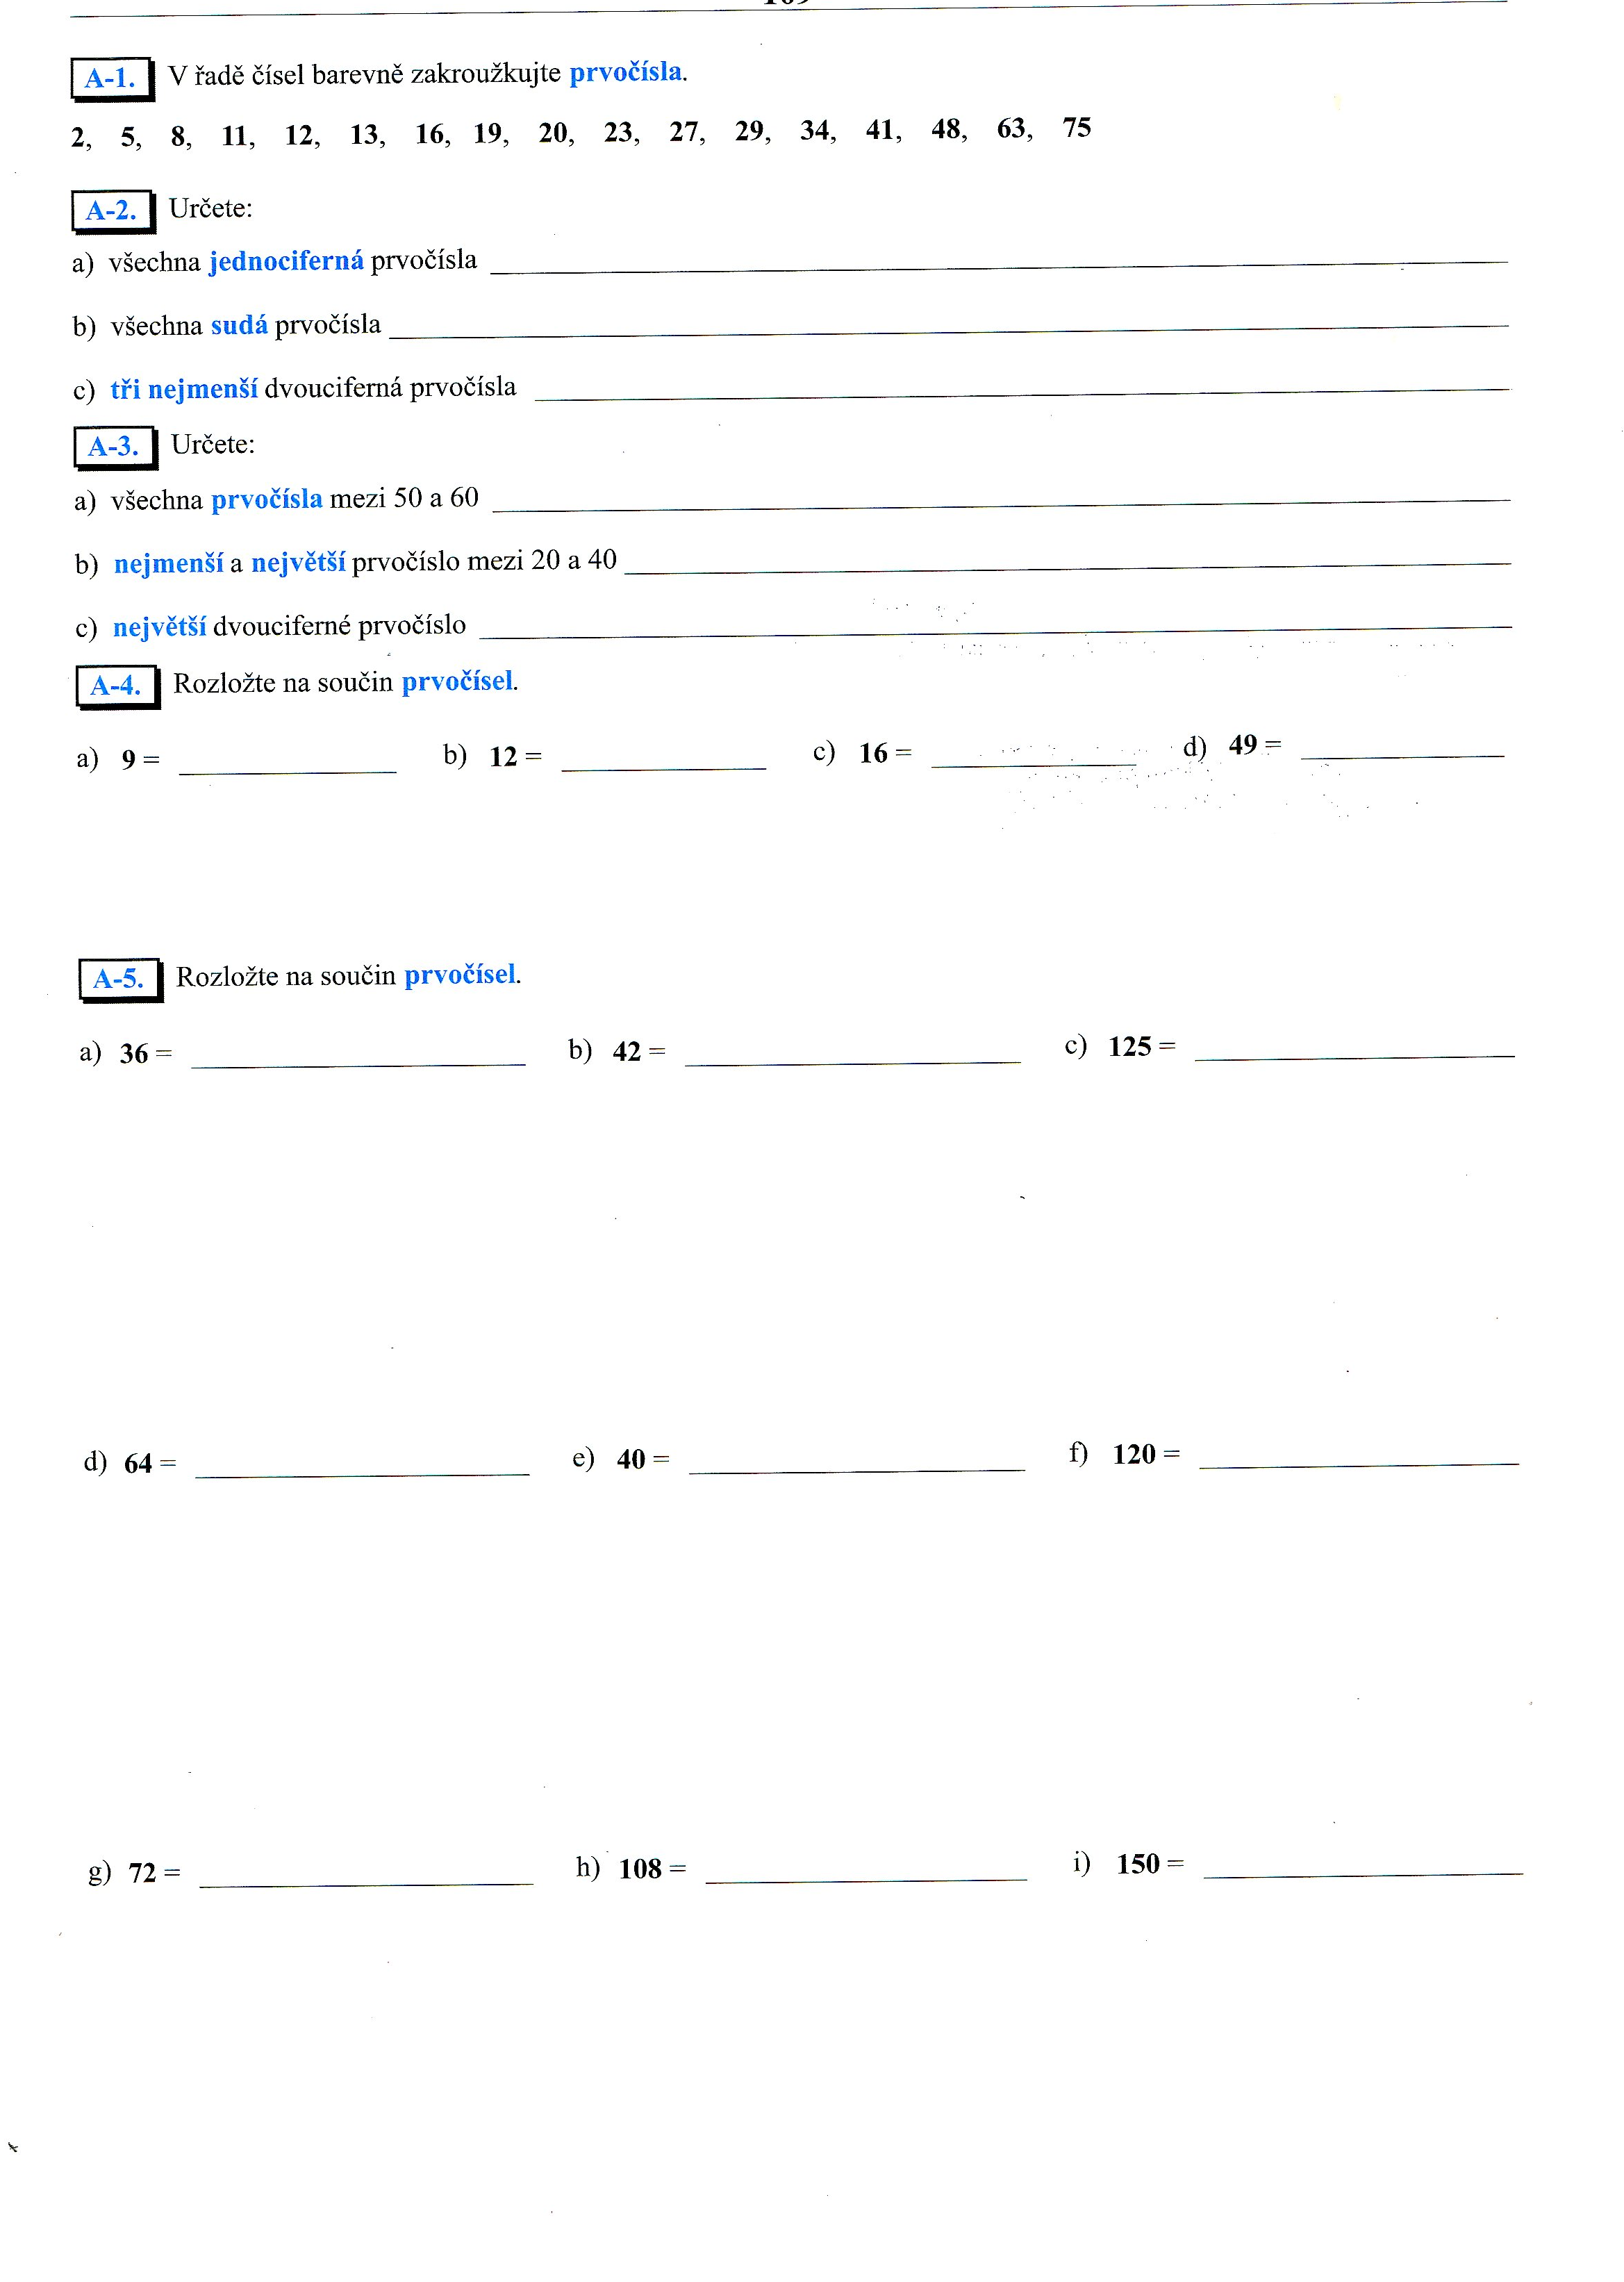 A-1. V řadě čísel barevně zakroužkujte prvočísla.
2, 5, 8, 11, 12, 13, 16, 19, 20, 23, 27, 29, 34, 41, 48, 63, 75
A-2. Určete:
a) všechna jednociferná prvočísla
b) všechna sudá prvočísla
c) tři nejmenší dvouciferná prvočísla
A-3. Určete:
a) všechna prvočísla mezi 50 a 60
b) nejmenší a největší prvočíslo mezi 20 a 40
c) největší dvouciferné prvočíslo
A-4. Rozložte na součin prvočísel.
a) 9 = b) 12 = c) 16 = d) 49 =
A-5. Rozložte na součin prvočísel.
a) 36 = b) 42 = c) 125 =
d) 64 = e) 40 = f) 120 =
g) 72 = h) 108 = i) 150 =